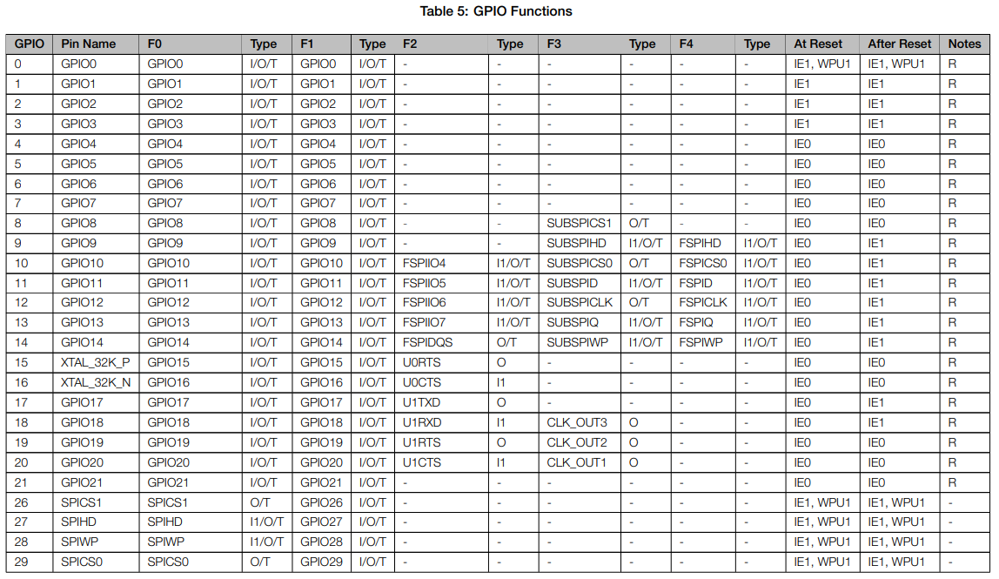 Table 5: GPIO Functions
GPIO Pin Name F0 Type F1 Type F2 Type F3 Type F4 Type At Reset After Reset Notes
0 GPIO0 GPIO0 I/O/T GPIO0 I/O/T - - - - - - IE1, WPU1 IE1, WPU1 R
1 GPIO1 GPIO1 I/O/T GPIO1 I/O/T - - - - - - IE1 IE1 R
2 GPIO2 GPIO2 I/O/T GPIO2 I/O/T - - - - - - IE1 IE1 R
3 GPIO3 GPIO3 I/O/T GPIO3 I/O/T - - - - - - IE1 IE1 R
4 GPIO4 GPIO4 I/O/T GPIO4 I/O/T - - - - - - IE0 IE0 R
5 GPIO5 GPIO5 I/O/T GPIO5 I/O/T - - - - - - IE0 IE0 R
6 GPIO6 GPIO6 I/O/T GPIO6 I/O/T - - - - - - IE0 IE0 R
7 GPIO7 GPIO7 I/O/T GPIO7 I/O/T - - - - - - IE0 IE0 R
8 GPIO8 GPIO8 I/O/T GPIO8 I/O/T - - SUBSPICS1 O/T - - IE0 IE0 R
9 GPIO9 GPIO9 I/O/T GPIO9 I/O/T - - SUBSPIHD I1/O/T FSPIHD I1/O/T IE0 IE1 R
10 GPIO10 GPIO10 I/O/T GPIO10 I/O/T FSPIIO4 I1/O/T SUBSPICS0 O/T FSPICS0 I1/O/T IE0 IE1 R
11 GPIO11 GPIO11 I/O/T GPIO11 I/O/T FSPIIO5 I1/O/T SUBSPID I1/O/T FSPID I1/O/T IE0 IE1 R
12 GPIO12 GPIO12 I/O/T GPIO12 I/O/T FSPIIO6 I1/O/T SUBSPICLK O/T FSPICLK I1/O/T IE0 IE1 R
13 GPIO13 GPIO13 I/O/T GPIO13 I/O/T FSPIIO7 I1/O/T SUBSPIQ I1/O/T FSPIQ I1/O/T IE0 IE1 R
14 GPIO14 GPIO14 I/O/T GPIO14 I/O/T FSPIDQS O/T SUBSPIWP I1/O/T FSPIWP I1/O/T IE0 IE1 R
15 XTAL_32K_P GPIO15 I/O/T GPIO15 I/O/T U0RTS O - - - - IE0 IE0 R
16 XTAL_32K_N GPIO16 I/O/T GPIO16 I/O/T U0CTS I1 - - - - IE0 IE0 R
17 GPIO17 GPIO17 I/O/T GPIO17 I/O/T U1TXD O - - - - IE0 IE1 R
18 GPIO18 GPIO18 I/O/T GPIO18 I/O/T U1RXD I1 CLK_OUT3 O - - IE0 IE1 R
19 GPIO19 GPIO19 I/O/T GPIO19 I/O/T U1RTS O CLK_OUT2 O - - IE0 IE0 R
20 GPIO20 GPIO20 I/O/T GPIO20 I/O/T U1CTS I1 CLK_OUT1 O - - IE0 IE0 R
21 GPIO21 GPIO21 I/O/T GPIO21 I/O/T - - - - - - IE0 IE0 R
26 SPICS1 SPICS1 O/T GPIO26 I/O/T - - - - - - IE1, WPU1 IE1, WPU1 -
27 SPIHD SPIHD I1/O/T GPIO27 I/O/T - - - - - - IE1, WPU1 IE1, WPU1 -
28 SPIWP SPIWP I1/O/T GPIO28 I/O/T - - - - - - IE1, WPU1 IE1, WPU1 -
29 SPICS0 SPICS0 O/T GPIO29 I/O/T - - - - - - IE1, WPU1 IE1, WPU1 -